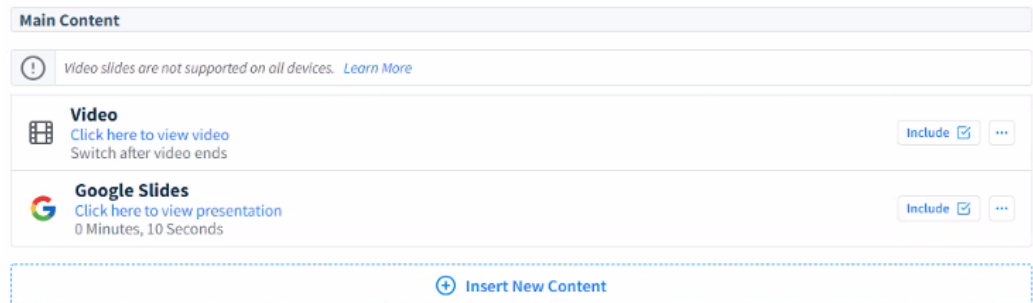 Main Content
Video slides are not supported on all devices. Learn More
Video
Click here to view video
Switch after video ends
Include
Google Slides
Click here to view presentation
0 Minutes, 10 Seconds
Include
Insert New Content